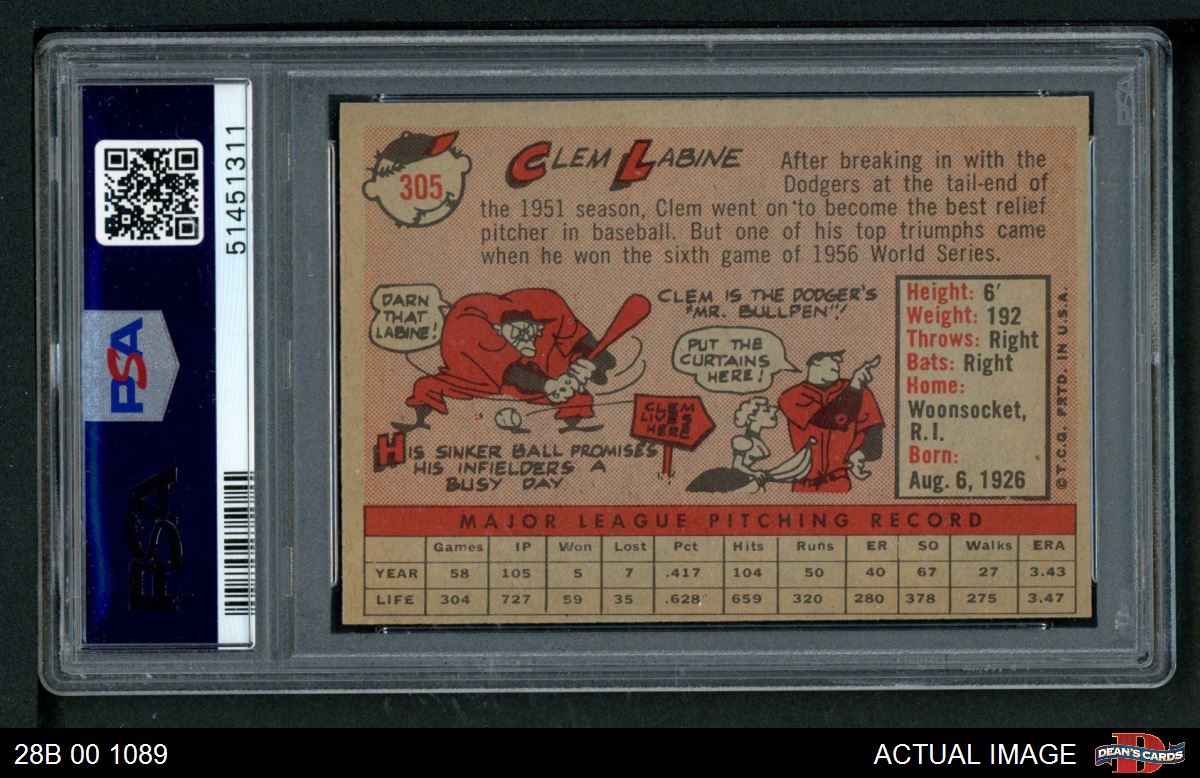 PSA
51451311
PSA
PSA
305
CLEM LABINE
After breaking in with the
Dodgers at the tail-end of
the 1951 season, Clem went on to become the best relief
pitcher in baseball. But one of his top triumphs came
when he won the sixth game of 1956 World Series.
DARN
THAT
LABINE!
CLEM IS THE DODGER'S
"MR. BULLPEN"!
PUT THE
CURTAINS
HERE!
CLEM
LIVES
HERE
HIS SINKER BALL PROMISES
HIS INFIELDERS A
BUSY DAY
Height: 6'
Weight: 192
Throws: Right
Bats: Right
Home:
Woonsocket,
R.I.
Born:
Aug. 6, 1926
© T.C.G. PRTD. IN U.S.A.
MAJOR LEAGUE PITCHING RECORD
Games IP Won Lost Pct Hits Runs ER SO Walks ERA
YEAR 58 105 5 7 .417 104 50 40 67 27 3.43
LIFE 304 727 59 35 .628 659 320 280 378 275 3.47
28B 00 1089
ACTUAL IMAGE
D
DEAN'S CARDS